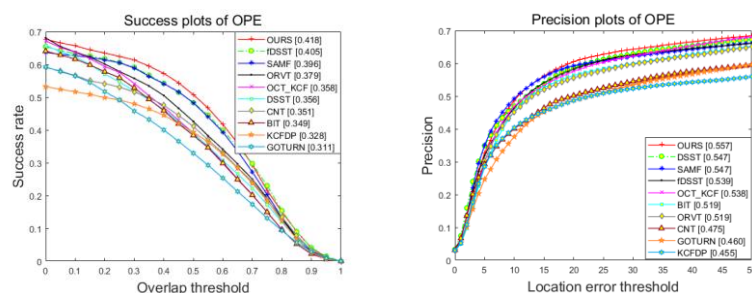 Success plots of OPE
0.7
0.6
0.5
0.4
0.3
0.2
0.1
0
Success rate
OURS [0.418]
fDSST [0.405]
SAMF [0.396]
ORVT [0.379]
OCT_KCF [0.358]
DSST [0.356]
CNT [0.351]
BIT [0.349]
KCFDP [0.328]
GOTURN [0.311]
0 0.1 0.2 0.3 0.4 0.5 0.6 0.7 0.8 0.9 1
Overlap threshold
Precision plots of OPE
0.7
0.6
0.5
0.4
0.3
0.2
0.1
0
Precision
OURS [0.557]
DSST [0.547]
SAMF [0.547]
fDSST [0.539]
OCT_KCF [0.538]
BIT [0.519]
ORVT [0.519]
CNT [0.475]
GOTURN [0.460]
KCFDP [0.455]
0 5 10 15 20 25 30 35 40 45
Location error threshold